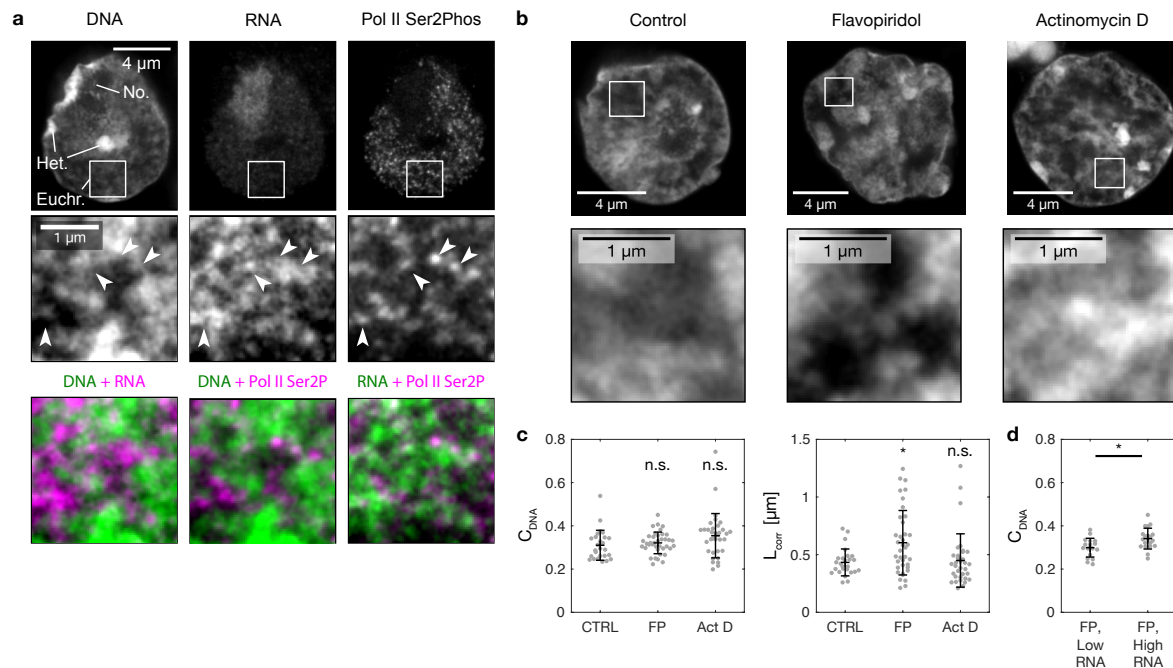 a
DNA
RNA
Pol II Ser2Phos
4 µm
No.
Het.
Euchr.
1 µm
DNA + RNA
DNA + Pol II Ser2P
RNA + Pol II Ser2P
b
Control
Flavopiridol
Actinomycin D
4 µm
4 µm
4 µm
1 µm
1 µm
1 µm
c
0.8
0.6
0.4
0.2
0
C_DNA
n.s.
n.s.
CTRL
FP
Act D
1.5
1
0.5
0
L_corr [µm]
*
n.s.
CTRL
FP
Act D
d
0.8
0.6
0.4
0.2
0
C_DNA
*
FP,
Low
RNA
FP,
High
RNA